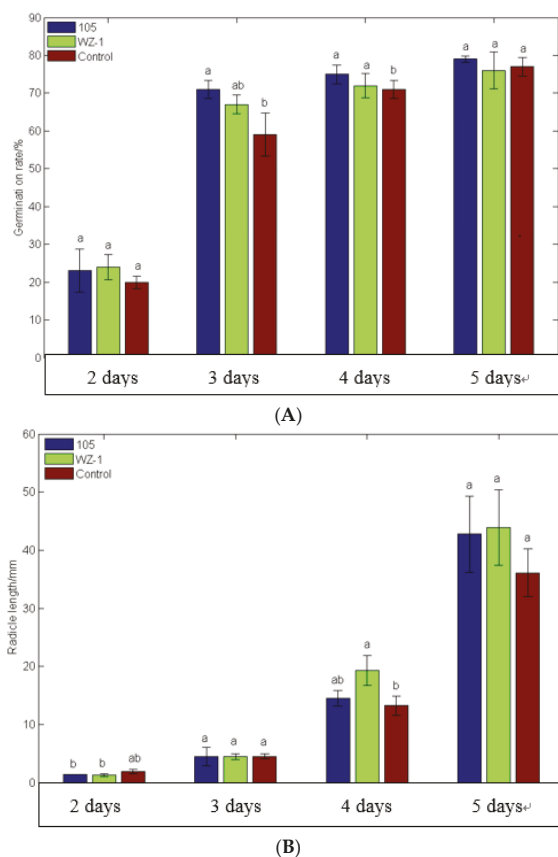 90
80
70
60
50
40
30
20
10
0
Germination rate/%
105
WZ-1
Control
a a a
a ab b
a a b
a a a
2 days 3 days 4 days 5 days↵
(A)
60
50
40
30
20
10
0
Radicle length/mm
105
WZ-1
Control
b b ab
a a a
ab a b
a a a
2 days 3 days 4 days 5 days↵
(B)